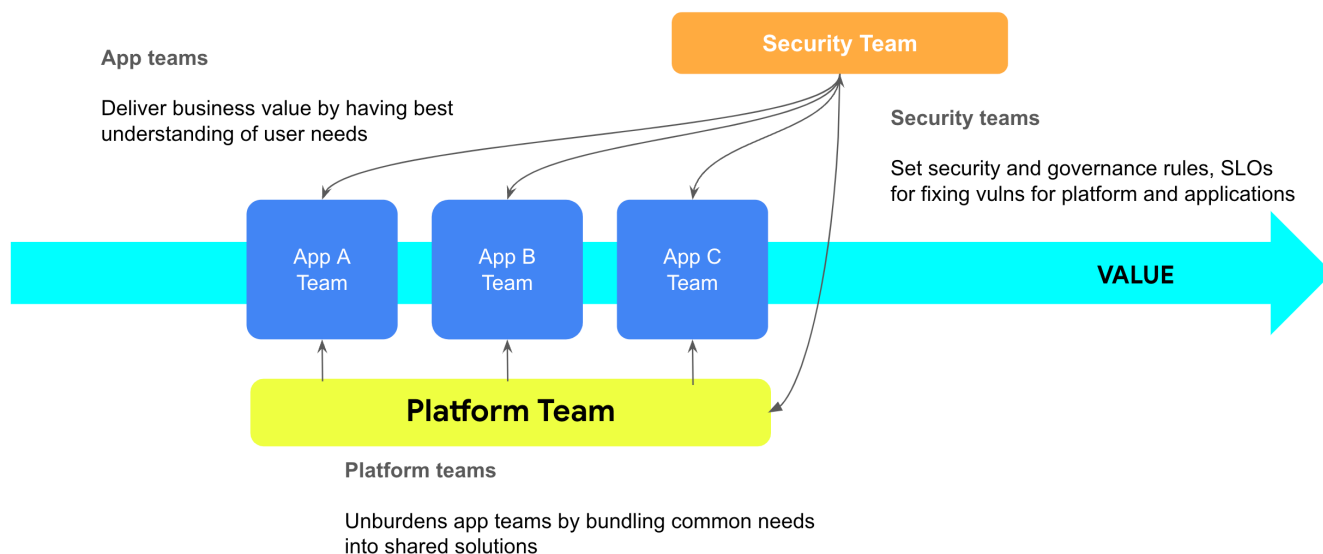 App teams
Deliver business value by having best
understanding of user needs
Security Team
Security teams
Set security and governance rules, SLOs
for fixing vulns for platform and applications
App A
Team
App B
Team
App C
Team
VALUE
Platform Team
Platform teams
Unburdens app teams by bundling common needs
into shared solutions